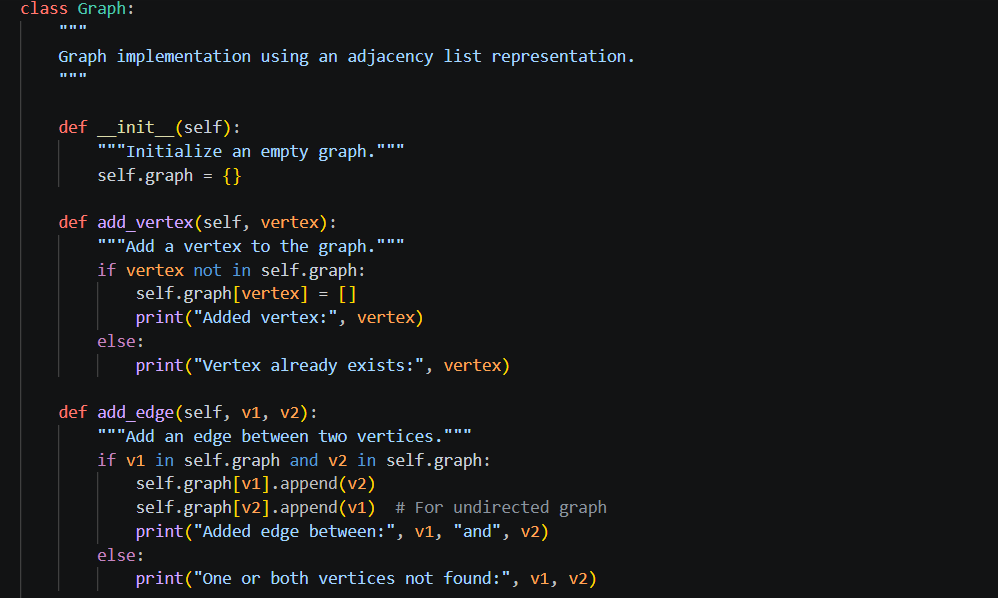 class Graph:
    """
    Graph implementation using an adjacency list representation.
    """

    def __init__(self):
        """Initialize an empty graph."""
        self.graph = {}

    def add_vertex(self, vertex):
        """Add a vertex to the graph."""
        if vertex not in self.graph:
            self.graph[vertex] = []
            print("Added vertex:", vertex)
        else:
            print("Vertex already exists:", vertex)

    def add_edge(self, v1, v2):
        """Add an edge between two vertices."""
        if v1 in self.graph and v2 in self.graph:
            self.graph[v1].append(v2)
            self.graph[v2].append(v1)  # For undirected graph
            print("Added edge between:", v1, "and", v2)
        else:
            print("One or both vertices not found:", v1, v2)